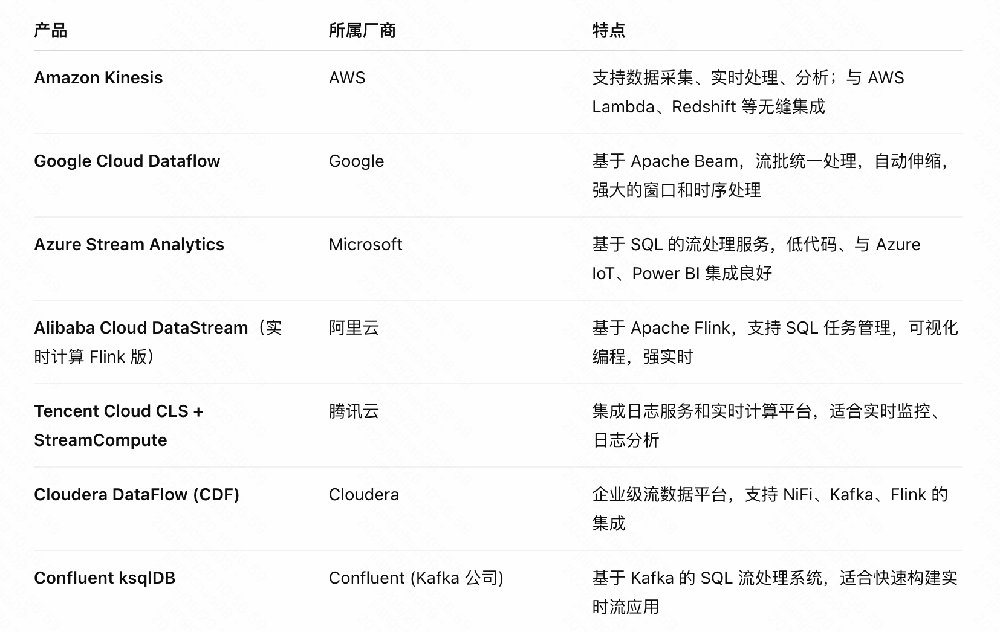 产品 所属厂商 特点
Amazon Kinesis AWS 支持数据采集、实时处理、分析；与 AWS
Lambda、Redshift 等无缝集成
Google Cloud Dataflow Google 基于 Apache Beam，流批统一处理，自动伸缩，
强大的窗口和时序处理
Azure Stream Analytics Microsoft 基于 SQL 的流处理服务，低代码、与 Azure
IoT、Power BI 集成良好
Alibaba Cloud DataStream（实 阿里云 基于 Apache Flink，支持 SQL 任务管理，可视化
时计算 Flink 版） 编程，强实时
Tencent Cloud CLS + 腾讯云 集成日志服务和实时计算平台，适合实时监控、
StreamCompute 日志分析
Cloudera DataFlow (CDF) Cloudera 企业级流数据平台，支持 NiFi、Kafka、Flink 的
集成
Confluent ksqlDB Confluent (Kafka 公司) 基于 Kafka 的 SQL 流处理系统，适合快速构建实
时流应用